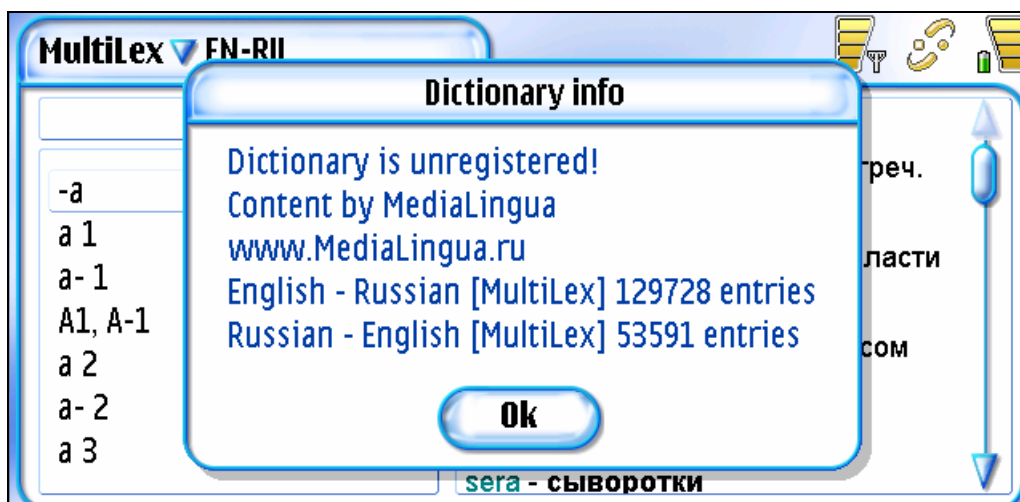 MultiLex EN-RU
Dictionary info
Dictionary is unregistered!
Content by MediaLingua
www.MediaLingua.ru
English - Russian [MultiLex] 129728 entries
Russian - English [MultiLex] 53591 entries
Ok
-a
a 1
a- 1
A1, A-1
a 2
a- 2
a 3
греч.
ласти
сом
sera - сыворотки